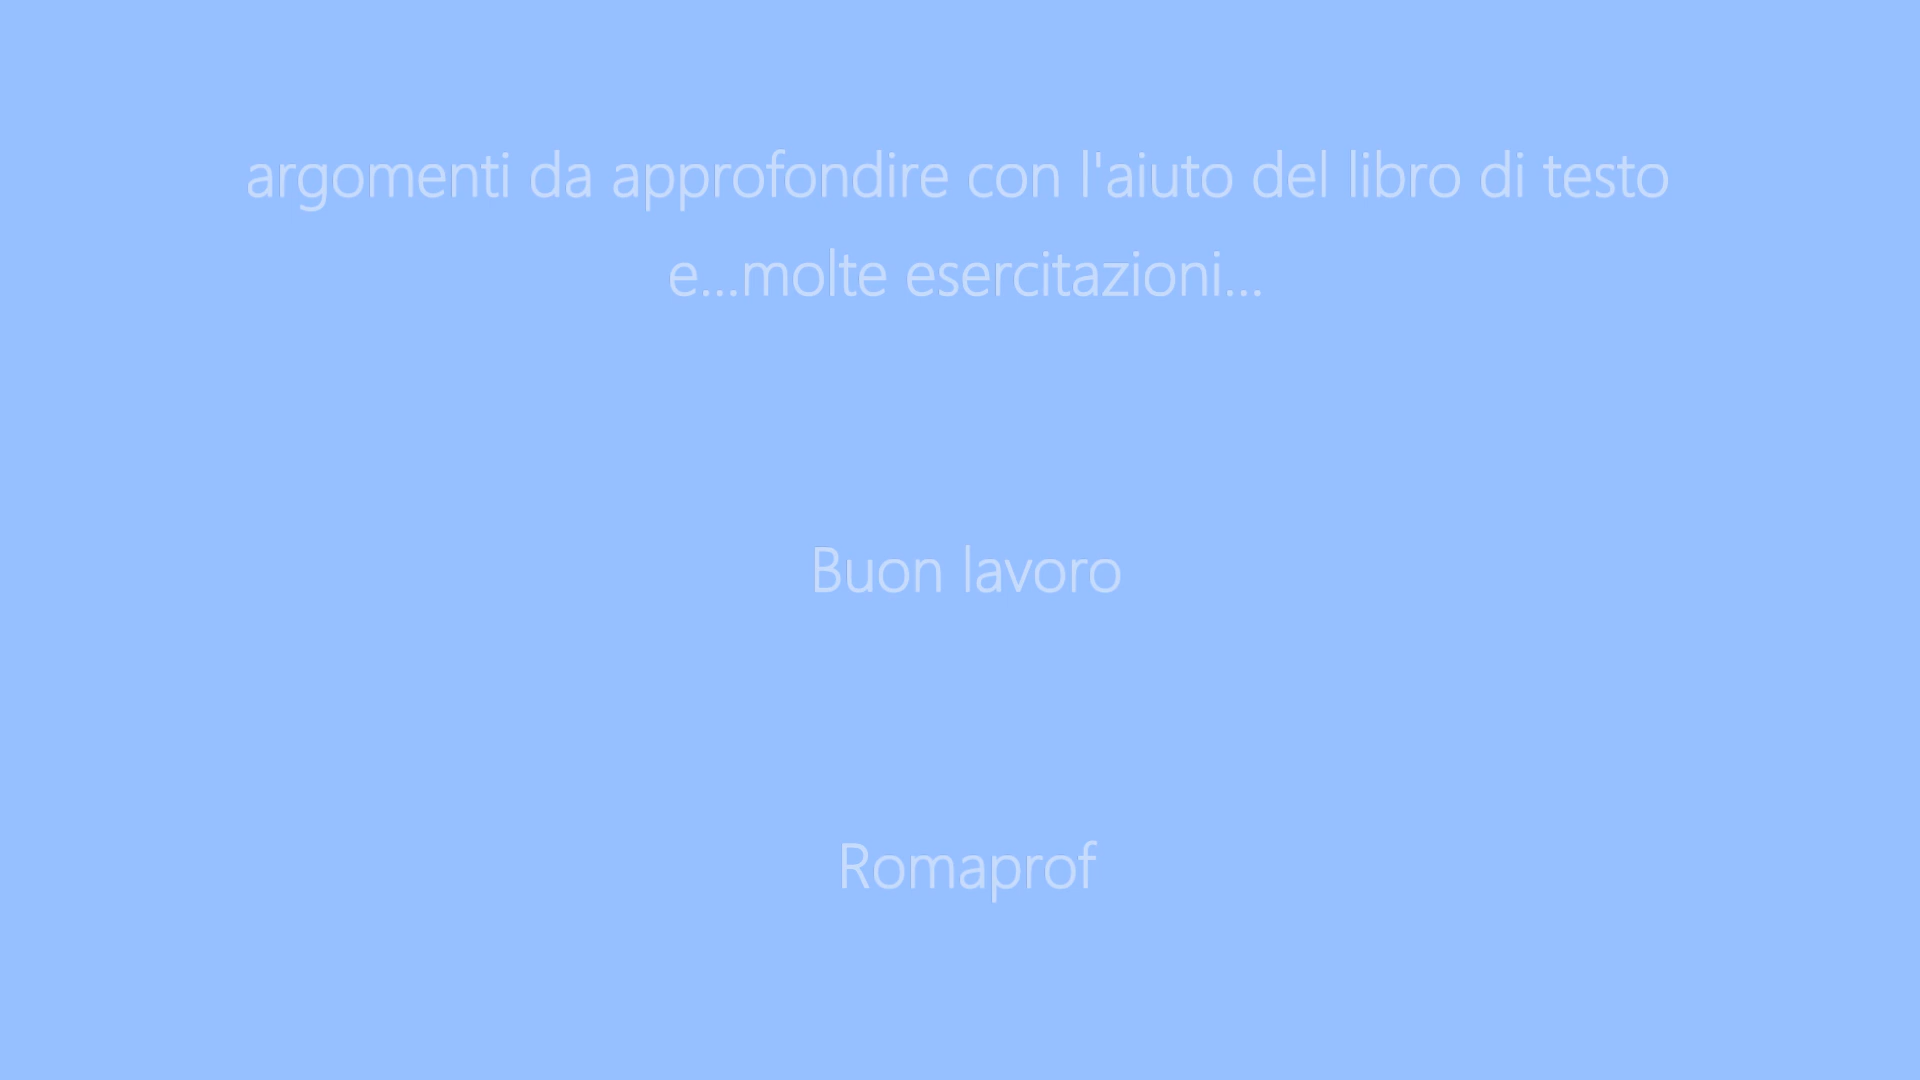 argomenti da approfondire con l'aiuto del libro di testo
e...molte esercitazioni...
Buon lavoro
Romaprof